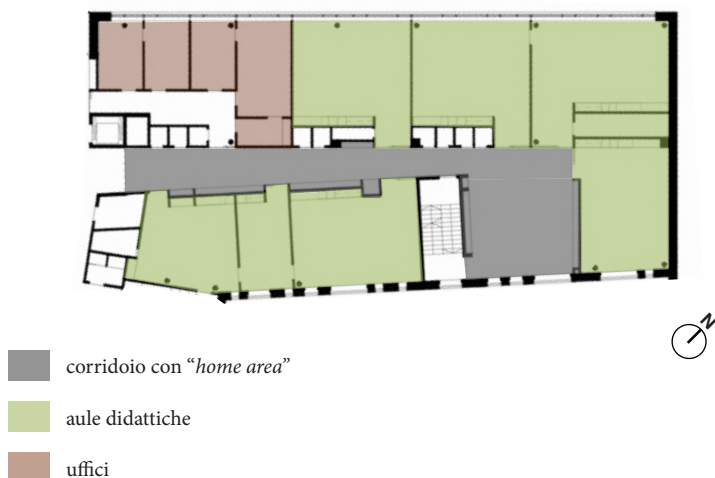 N
corridoio con “home area”
aule didattiche
uffici